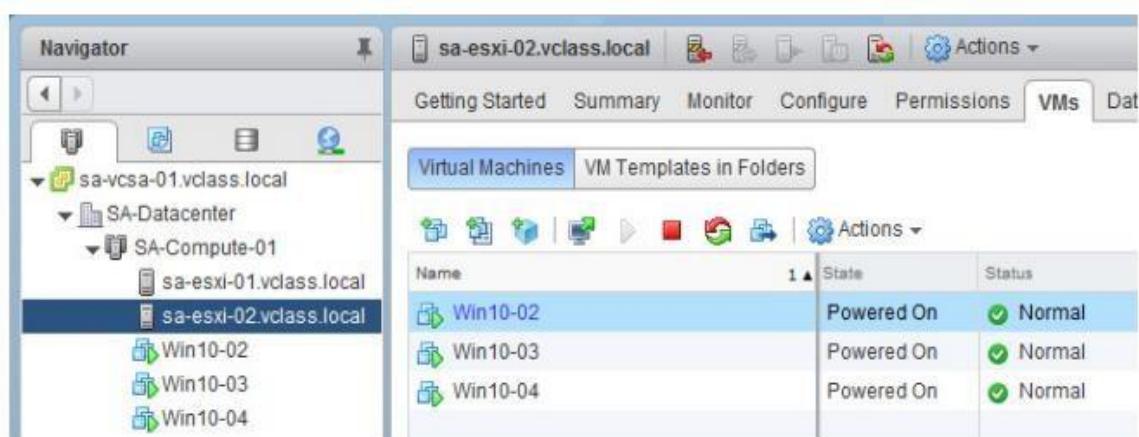 Navigator
sa-esxi-02.vclass.local Actions
Getting Started Summary Monitor Configure Permissions VMs Dat
Virtual Machines VM Templates in Folders
sa-vcsa-01.vclass.local
SA-Datacenter
SA-Compute-01
sa-esxi-01.vclass.local
sa-esxi-02.vclass.local
Win10-02
Win10-03
Win10-04
Actions
Name 1 State Status
Win10-02 Powered On Normal
Win10-03 Powered On Normal
Win10-04 Powered On Normal